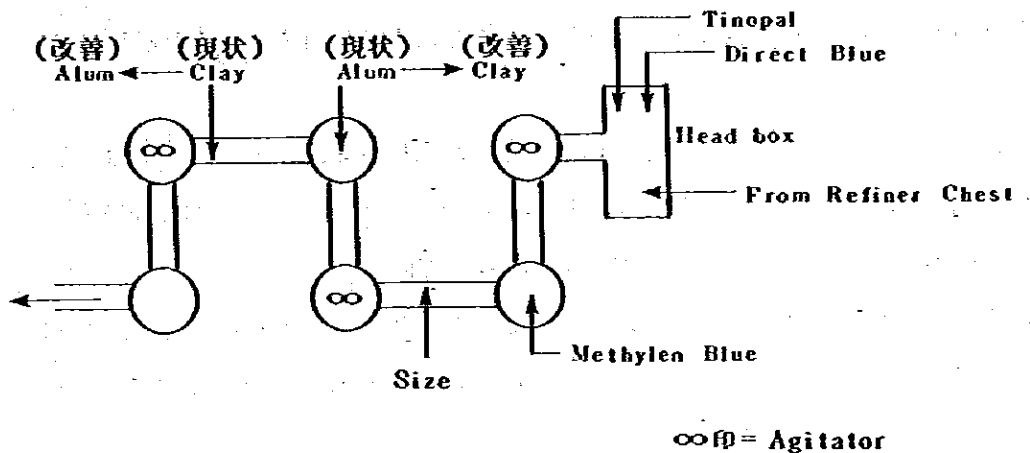 Tinopal
Direct Blue
(改善) (現状) (現状) (改善)
Alum Clay Alum Clay
∞ ∞ Head box
From Refiner Chest
∞
Methylen Blue
Size
∞印= Agitator